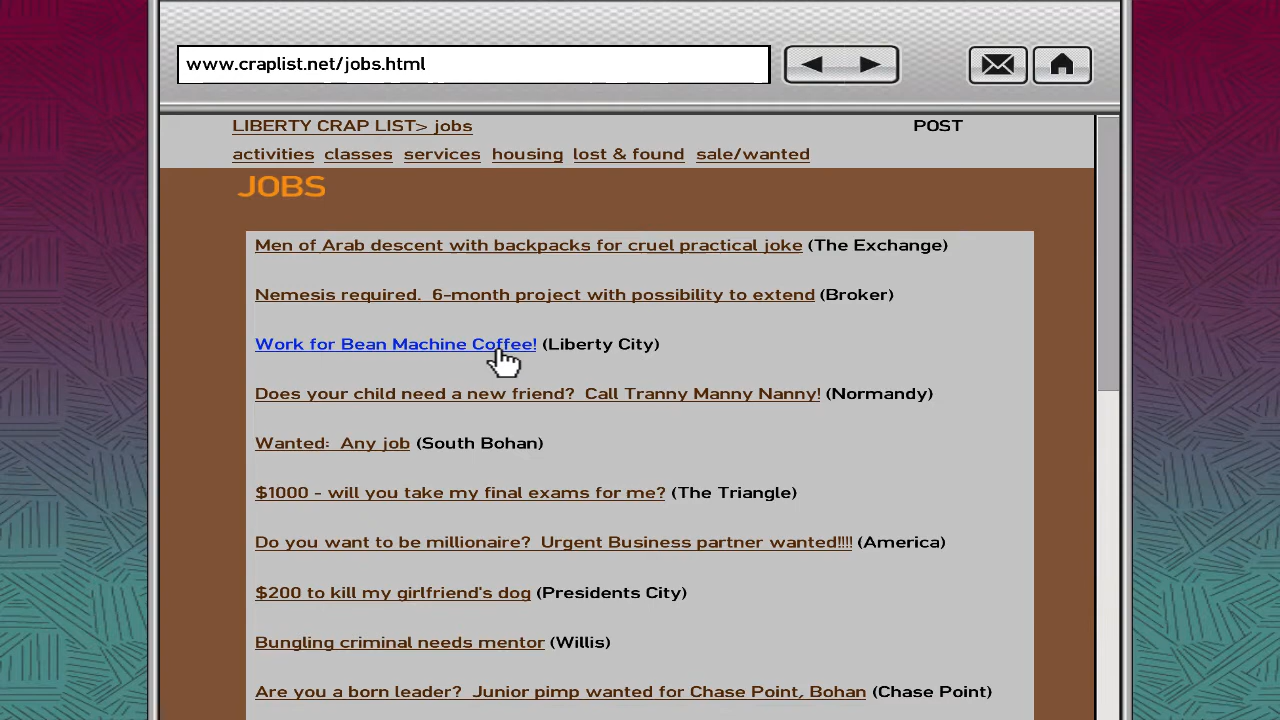 www.craplist.net/jobs.html
LIBERTY CRAP LIST> jobs POST
activities classes services housing lost & found sale/wanted
JOBS
Men of Arab descent with backpacks for cruel practical joke (The Exchange)
Nemesis required.  6-month project with possibility to extend (Broker)
Work for Bean Machine Coffee! (Liberty City)
Does your child need a new friend?  Call Tranny Manny Nanny! (Normandy)
Wanted:  Any job (South Bohan)
$1000 - will you take my final exams for me? (The Triangle)
Do you want to be millionaire?  Urgent Business partner wanted!!!! (America)
$200 to kill my girlfriend's dog (Presidents City)
Bungling criminal needs mentor (Willis)
Are you a born leader?  Junior pimp wanted for Chase Point, Bohan (Chase Point)